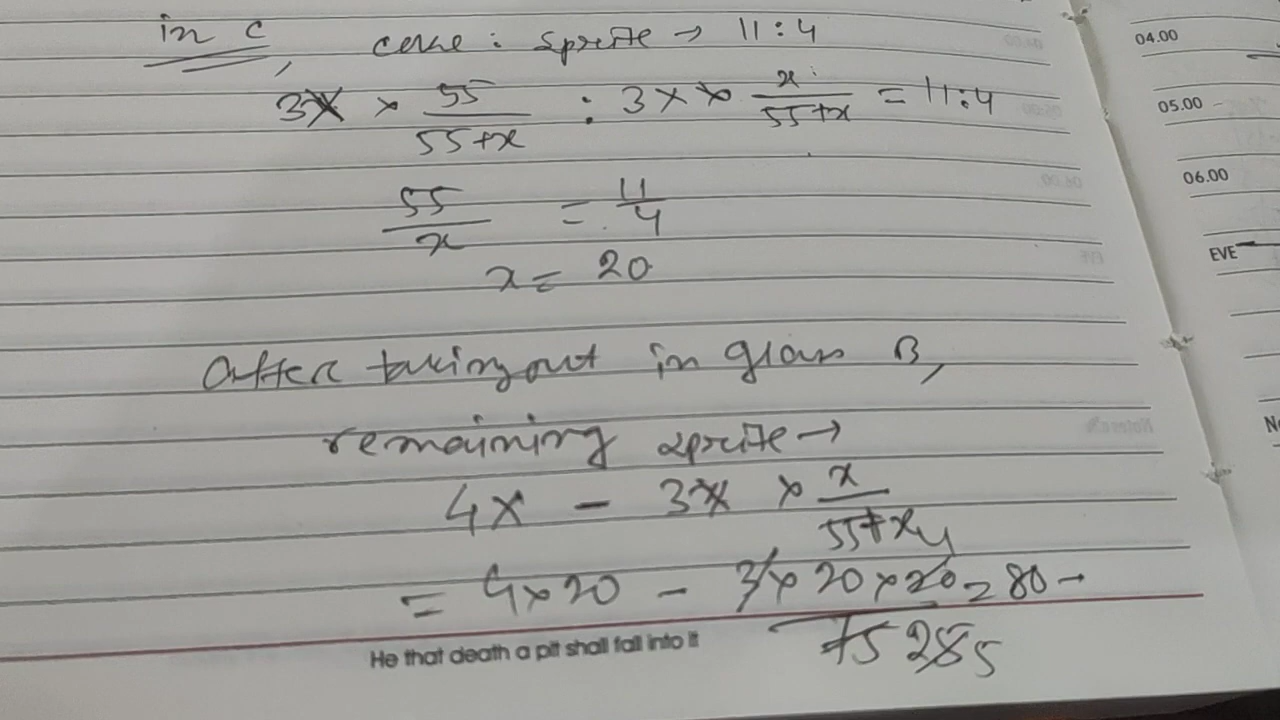 in C, coke : sprite → 11:4
3x × 55/55+x : 3x × x/55+x = 11:4
55/x = 11/4
x = 20
After taking out in glass B,
remaining sprite →
4x - 3x × x/55+x
= 4×20 - 3×20×20/75 = 80 -
He that death a pit shall fall into it
04.00
05.00
06.00
EVE